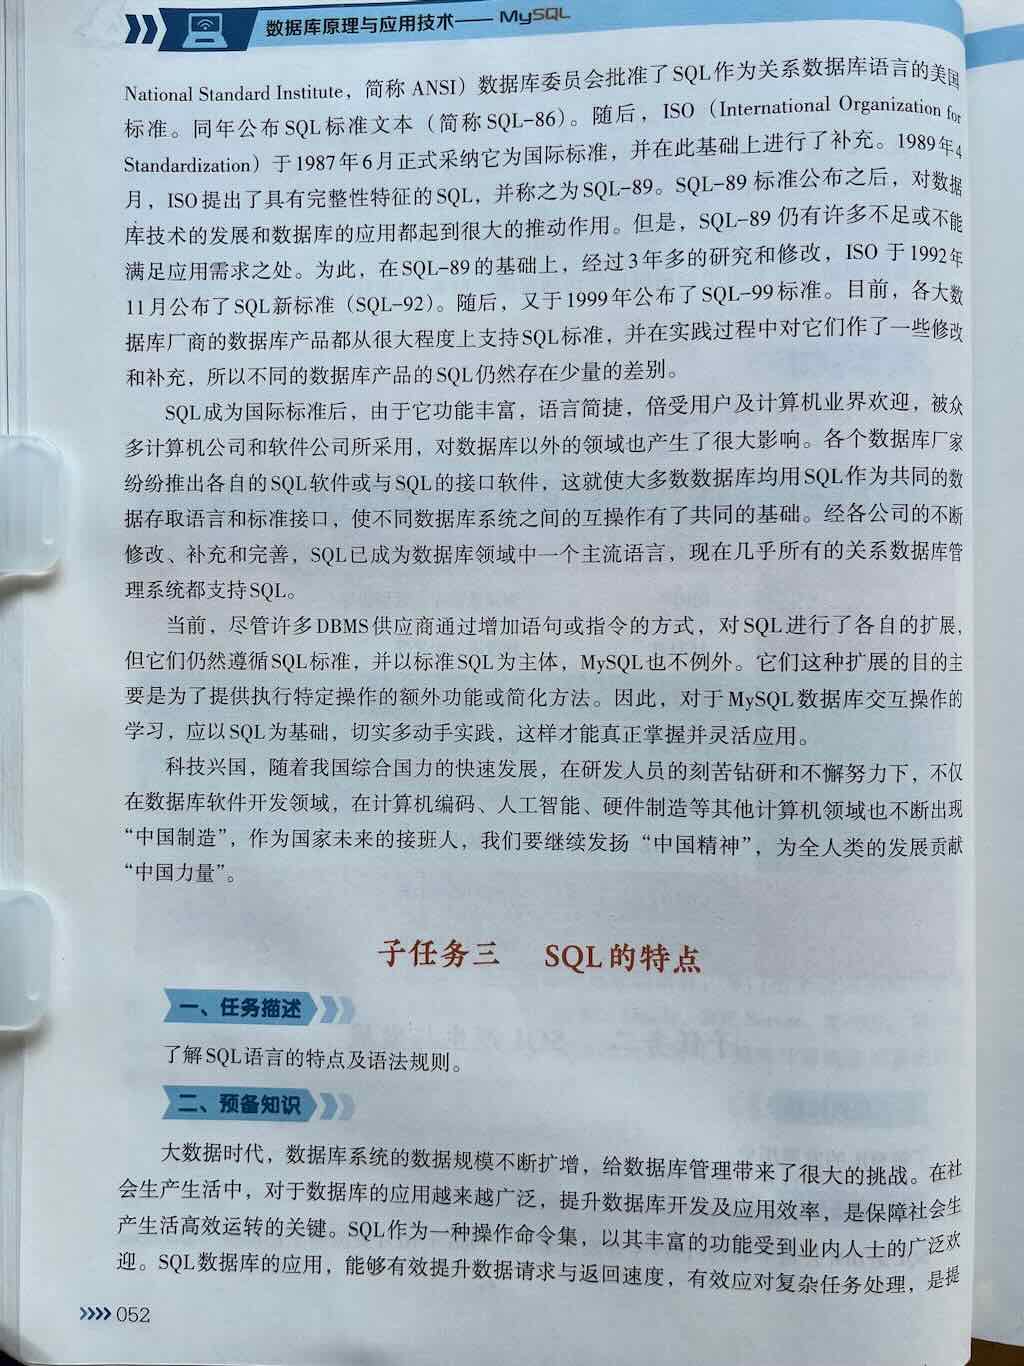 数据库原理与应用技术——MySQL
National Standard Institute，简称 ANSI）数据库委员会批准了SQL作为关系数据库语言的美国
标准。同年公布SQL标准文本（简称SQL-86）。随后，ISO（International Organization for
Standardization）于1987年6月正式采纳它为国际标准，并在此基础上进行了补充。1989年4
月，ISO提出了具有完整性特征的SQL，并称之为SQL-89。SQL-89 标准公布之后，对数据
库技术的发展和数据库的应用都起到很大的推动作用。但是，SQL-89 仍有许多不足或不能
满足应用需求之处。为此，在SQL-89的基础上，经过3年多的研究和修改，ISO 于1992年
11月公布了SQL新标准（SQL-92）。随后，又于1999年公布了SQL-99标准。目前，各大数
据库厂商的数据库产品都从很大程度上支持SQL标准，并在实践过程中对它们作了一些修改
和补充，所以不同的数据库产品的SQL仍然存在少量的差别。
SQL成为国际标准后，由于它功能丰富，语言简捷，倍受用户及计算机业界欢迎，被众
多计算机公司和软件公司所采用，对数据库以外的领域也产生了很大影响。各个数据库厂家
纷纷推出各自的SQL软件或与SQL的接口软件，这就使大多数数据库均用SQL作为共同的数
据存取语言和标准接口，使不同数据库系统之间的互操作有了共同的基础。经各公司的不断
修改、补充和完善，SQL已成为数据库领域中一个主流语言，现在几乎所有的关系数据库管
理系统都支持SQL。
当前，尽管许多DBMS供应商通过增加语句或指令的方式，对SQL进行了各自的扩展，
但它们仍然遵循SQL标准，并以标准SQL为主体，MySQL也不例外。它们这种扩展的目的主
要是为了提供执行特定操作的额外功能或简化方法。因此，对于MySQL数据库交互操作的
学习，应以SQL为基础，切实多动手实践，这样才能真正掌握并灵活应用。
科技兴国，随着我国综合国力的快速发展，在研发人员的刻苦钻研和不懈努力下，不仅
在数据库软件开发领域，在计算机编码、人工智能、硬件制造等其他计算机领域也不断出现
“中国制造”，作为国家未来的接班人，我们要继续发扬“中国精神”，为全人类的发展贡献
“中国力量”。
子任务三 SQL的特点
一、任务描述
了解SQL语言的特点及语法规则。
二、预备知识
大数据时代，数据库系统的数据规模不断扩增，给数据库管理带来了很大的挑战。在社
会生产生活中，对于数据库的应用越来越广泛，提升数据库开发及应用效率，是保障社会生
产生活高效运转的关键。SQL作为一种操作命令集，以其丰富的功能受到业内人士的广泛欢
迎。SQL数据库的应用，能够有效提升数据请求与返回速度，有效应对复杂任务处理，是提
052